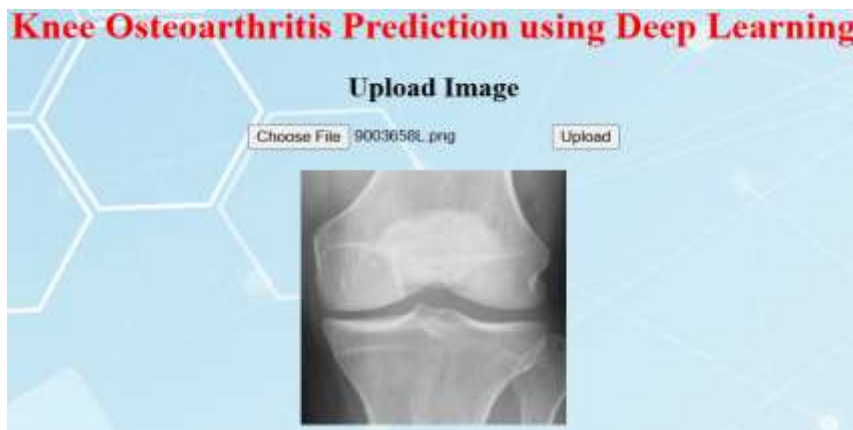 Knee Osteoarthritis Prediction using Deep Learning
Upload Image
Choose File 9003658L.png Upload